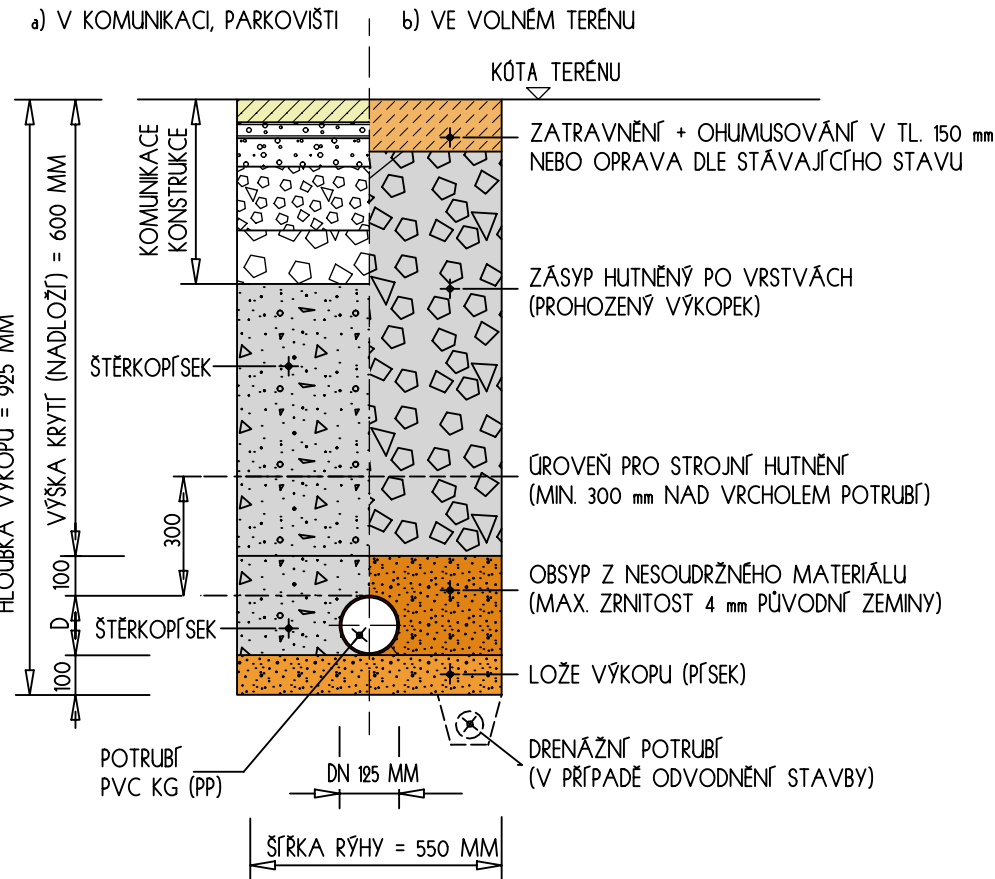 a) V KOMUNIKACI, PARKOVIŠTI
b) VE VOLNÉM TERÉNU
KÓTA TERÉNU
KOMUNIKACE
KONSTRUKCE
ZATRAVNĚNÍ + OHUMUSOVÁNÍ V TL. 150 mm
NEBO OPRAVA DLE STÁVAJÍCÍHO STAVU
HLOUBKA VÝKOPU = 925 MM
VÝŠKA KRYTÍ (NADLOŽÍ) = 600 MM
ZÁSYP HUTNĚNÝ PO VRSTVÁCH
(PROHOZENÝ VÝKOPEK)
ŠTĚRKOPÍSEK
ÚROVEŇ PRO STROJNÍ HUTNĚNÍ
(MIN. 300 mm NAD VRCHOLEM POTRUBÍ)
300
100
OBSYP Z NESOUDRŽNÉHO MATERIÁLU
(MAX. ZRNITOST 4 mm PŮVODNÍ ZEMINY)
D
ŠTĚRKOPÍSEK
100
LOŽE VÝKOPU (PÍSEK)
POTRUBÍ
PVC KG (PP)
DN 125 MM
DRENÁŽNÍ POTRUBÍ
(V PŘÍPADĚ ODVODNĚNÍ STAVBY)
ŠÍŘKA RÝHY = 550 MM